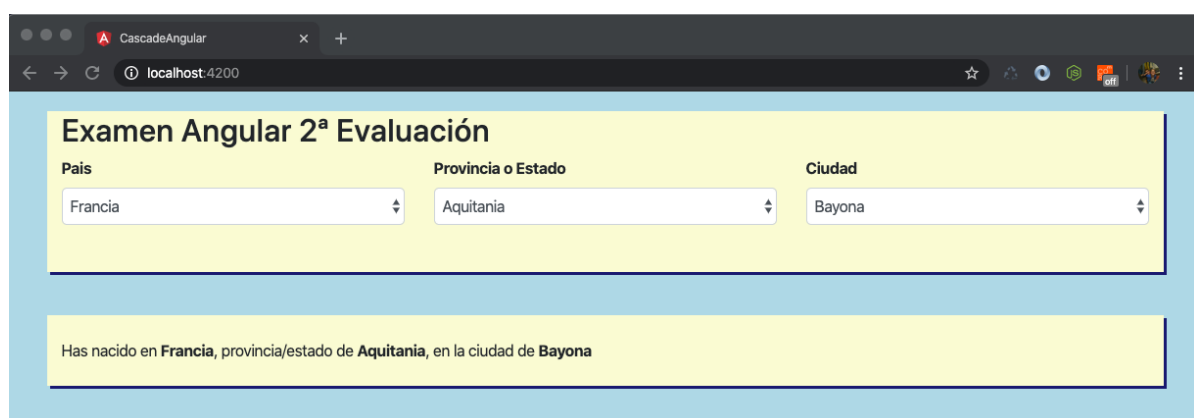 CascadeAngular
localhost:4200
off
Examen Angular 2ª Evaluación
Pais Provincia o Estado Ciudad
Francia Aquitania Bayona
Has nacido en Francia, provincia/estado de Aquitania, en la ciudad de Bayona